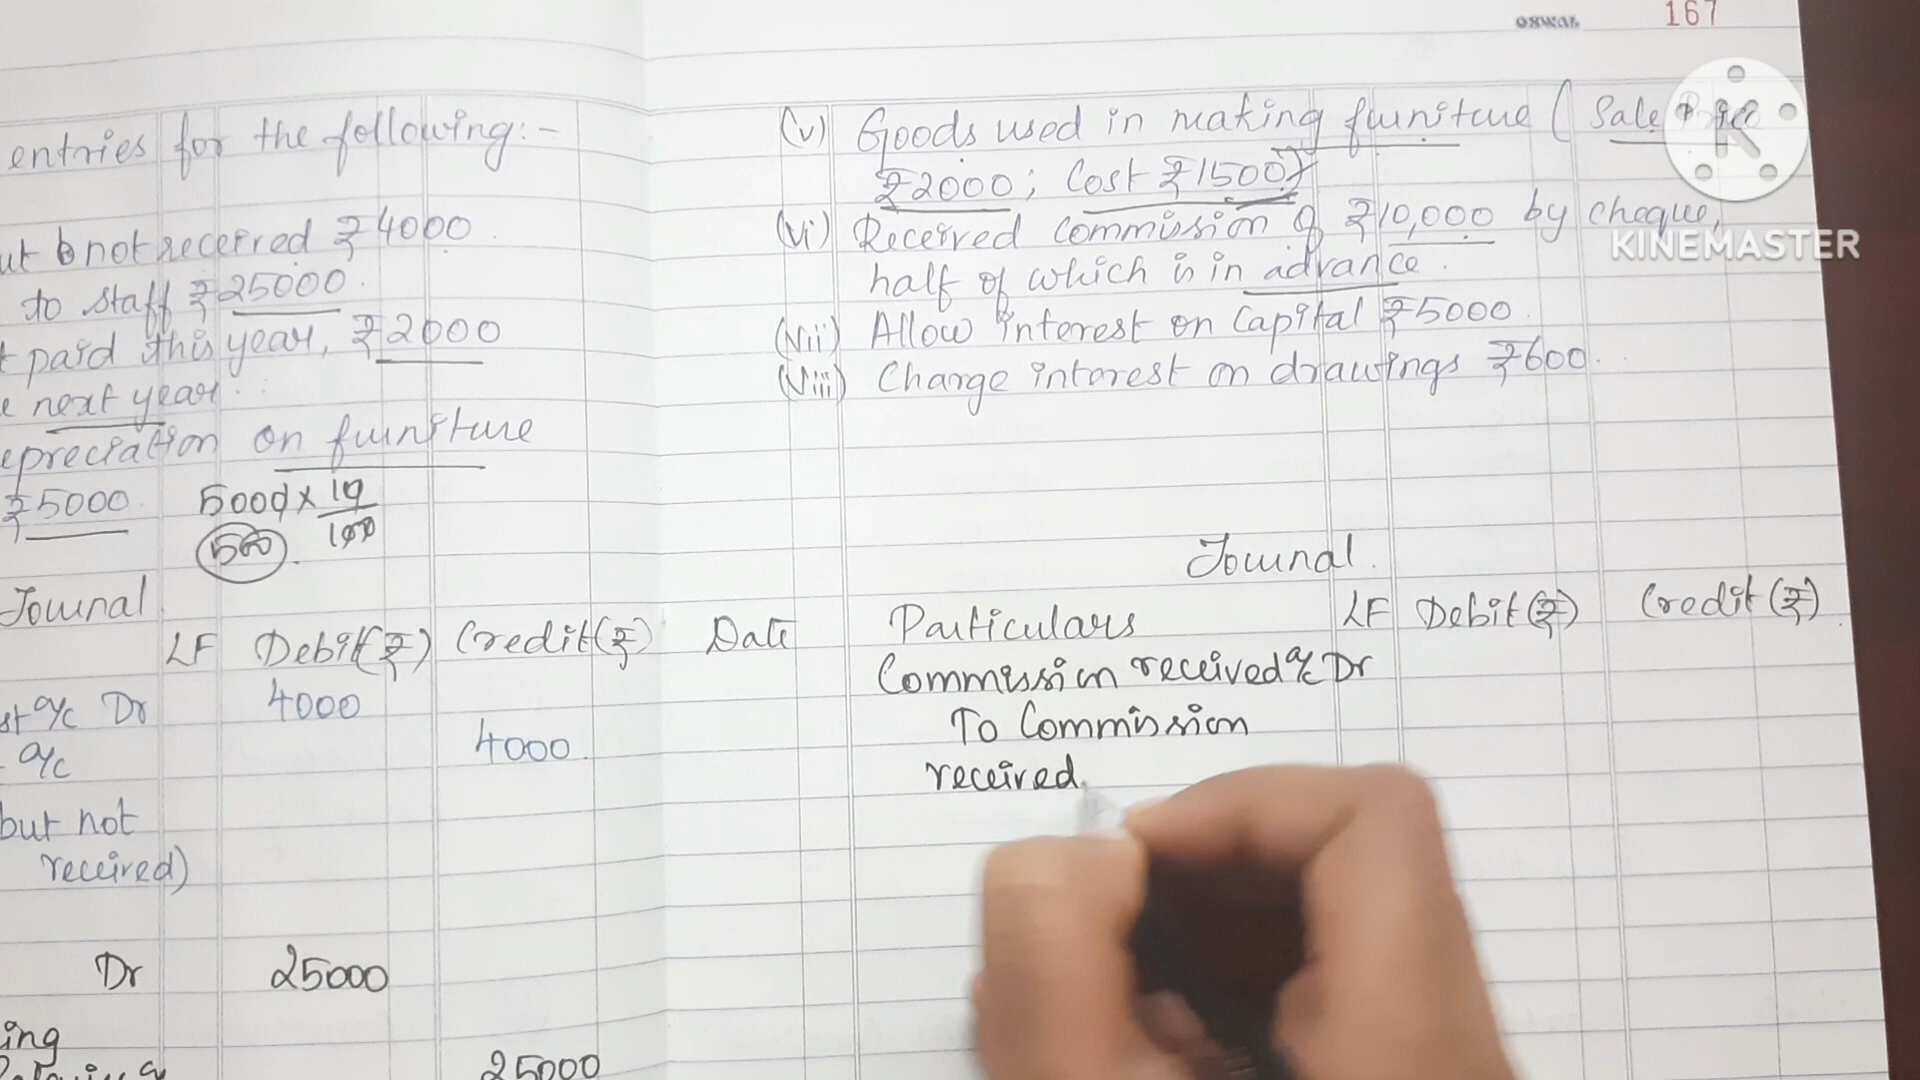 OSWAL 167
entries for the following:-
but not received ₹4000.
to staff ₹25000.
paid this year, ₹2000
next year.
epreciation on furniture
₹5000. 5000 x 10
100
500.
(v) Goods used in making furniture (Sale
₹2000; Cost ₹1500)
(vi) Received commission of ₹10,000 by cheque,
half of which is in advance.
(vii) Allow interest on Capital ₹5000.
(viii) Charge interest on drawings ₹600.
KINEMASTER
Journal
LF Debit(₹) Credit(₹)
st a/c Dr 4000
a/c 4000.
but not
received)
Dr 25000
ing
25000
Journal.
Date Particulars LF Debit(₹) Credit(₹)
Commission received a/c Dr
To Commission
received.